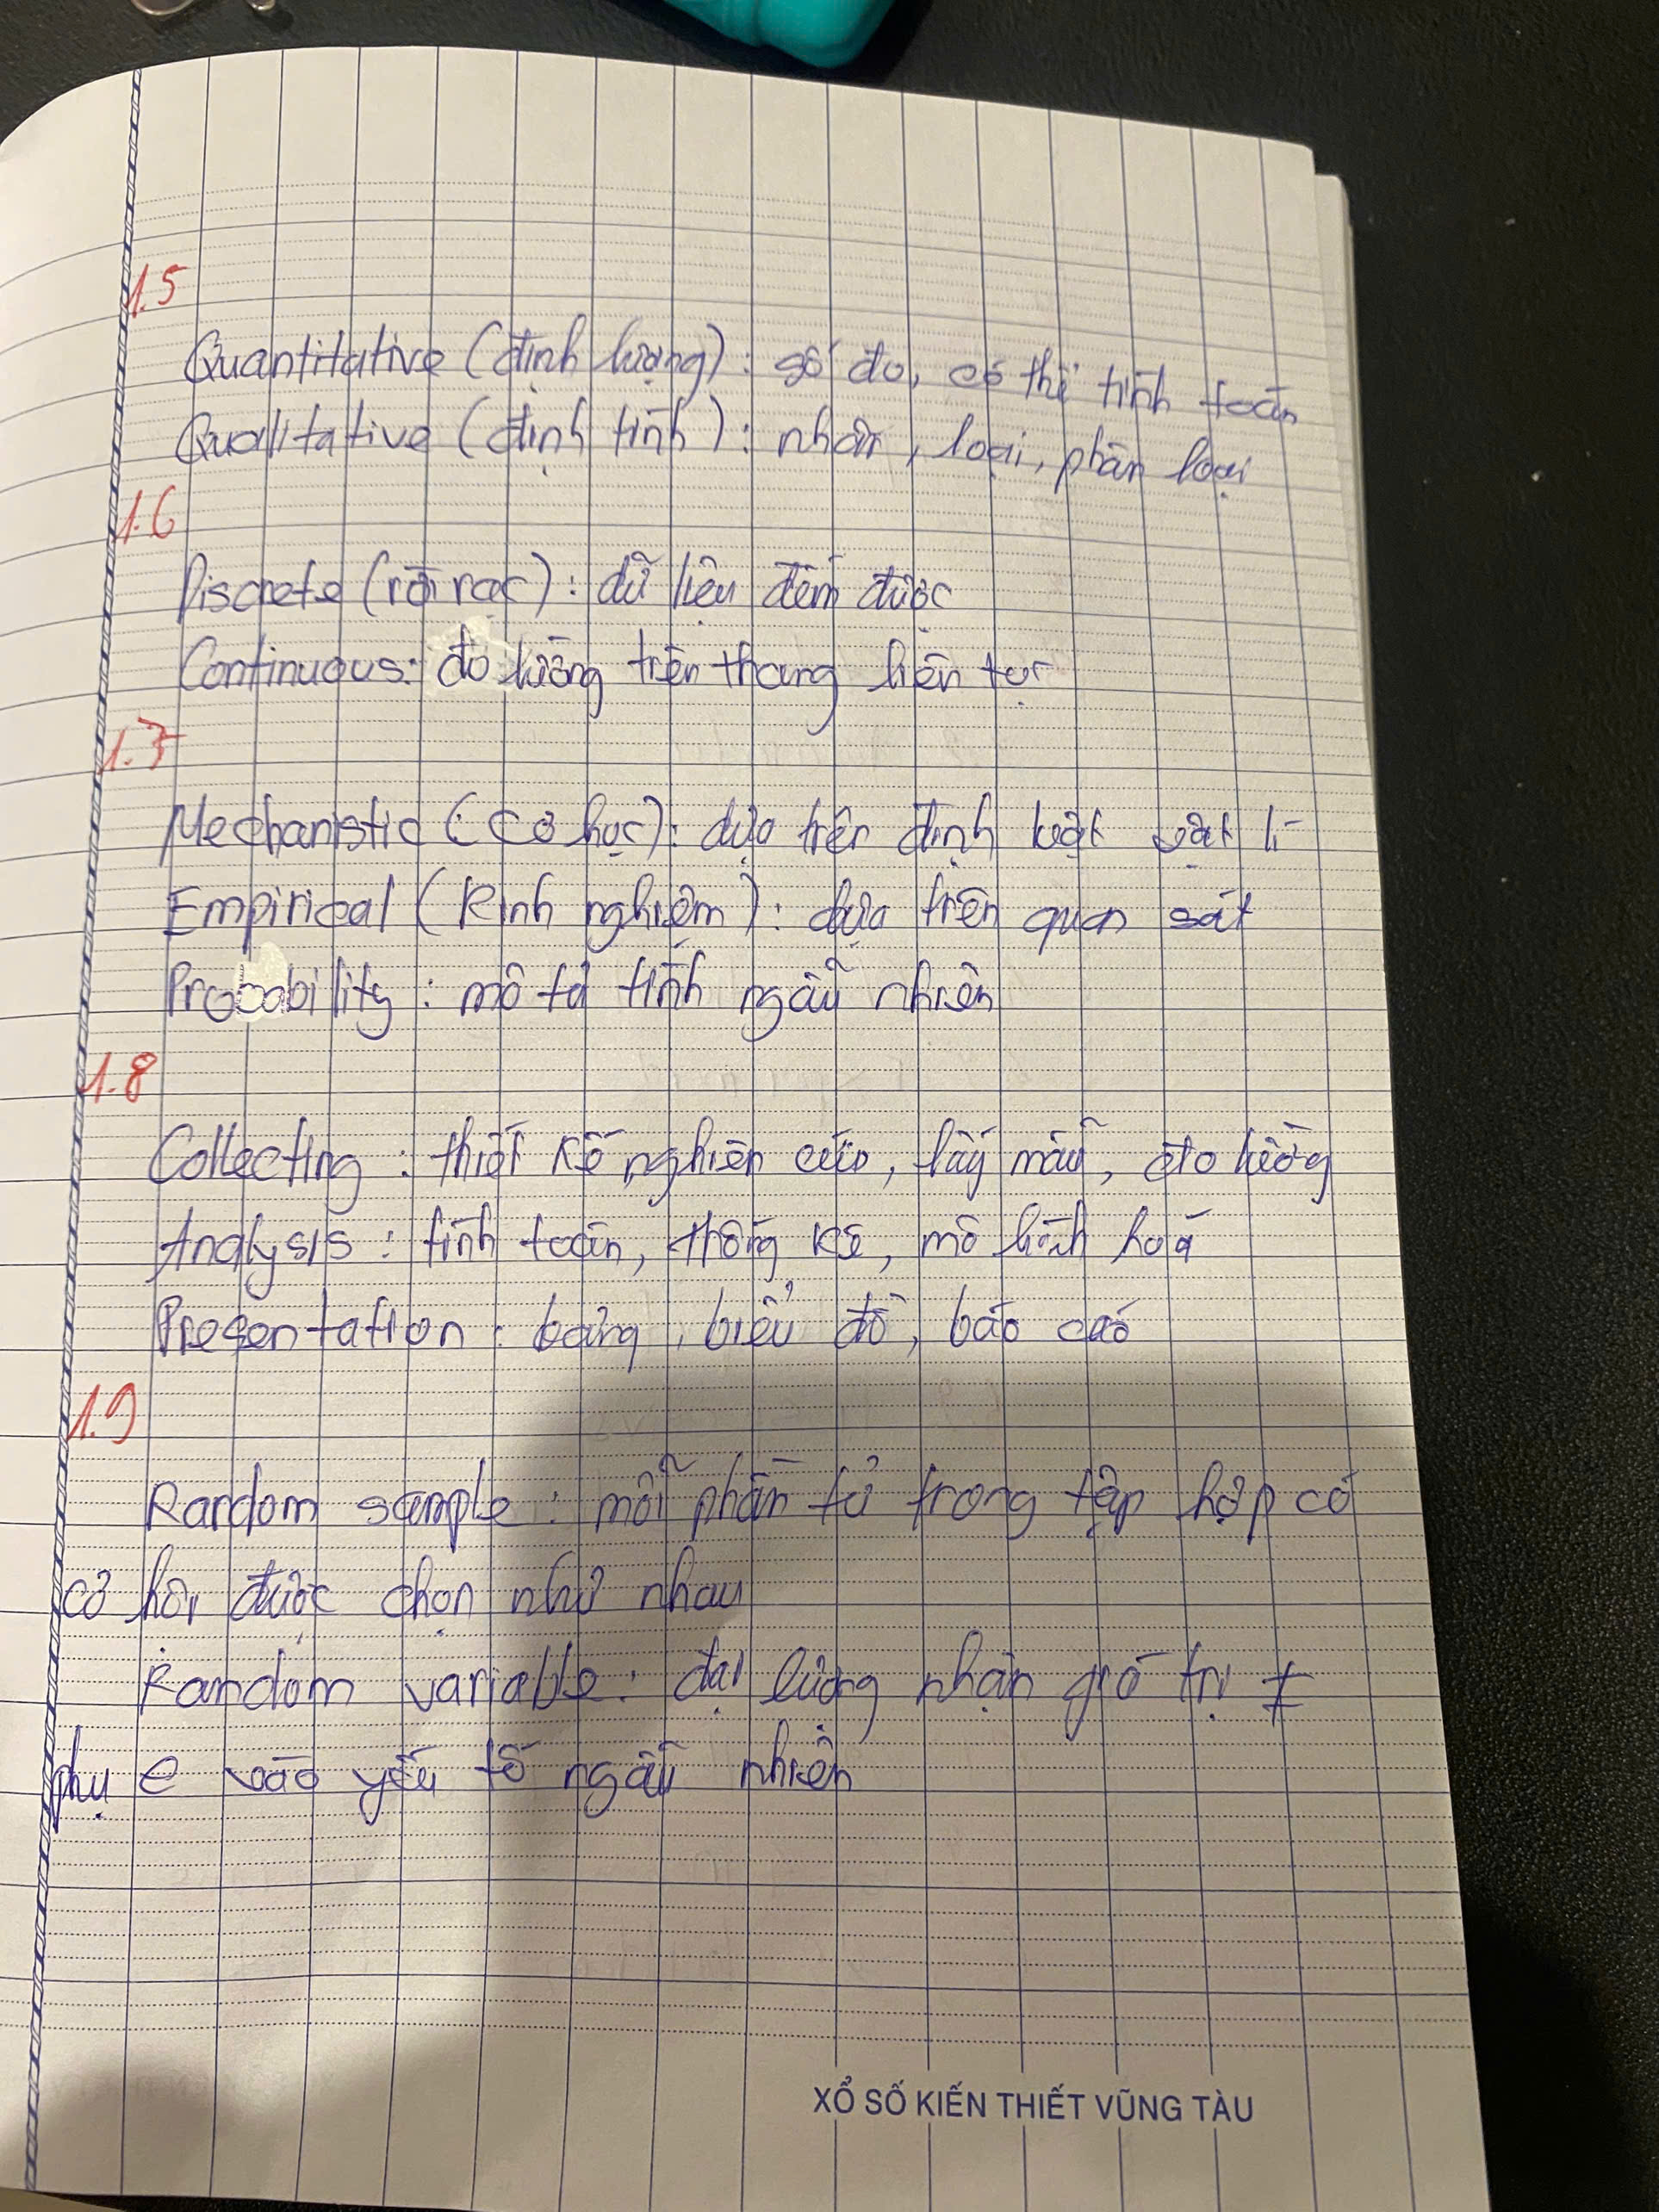 1.5
Quantitative (định lượng): số đo, có thể tính toán
Qualitative (định tính): nhãn, loại, phân loại
1.6
Discrete (rời rạc): dữ liệu đếm được
Continuous: đo lường trên thang liên tục
1.7
Mechanistic (cơ học): dựa trên định luật vật lí
Empirical (kinh nghiệm): dựa trên quan sát
Probability: mô tả tính ngẫu nhiên
1.8
Collecting: thiết kế nghiên cứu, lấy mẫu, đo lường
Analysis: tính toán, thống kê, mô hình hoá
Presentation: bảng, biểu đồ, báo cáo
1.9
Random sample: mỗi phần tử trong tập hợp có
cơ hội được chọn như nhau
Random variable: đại lượng nhận giá trị ≠
phụ e vào yếu tố ngẫu nhiên
XỔ SỐ KIẾN THIẾT VŨNG TÀU